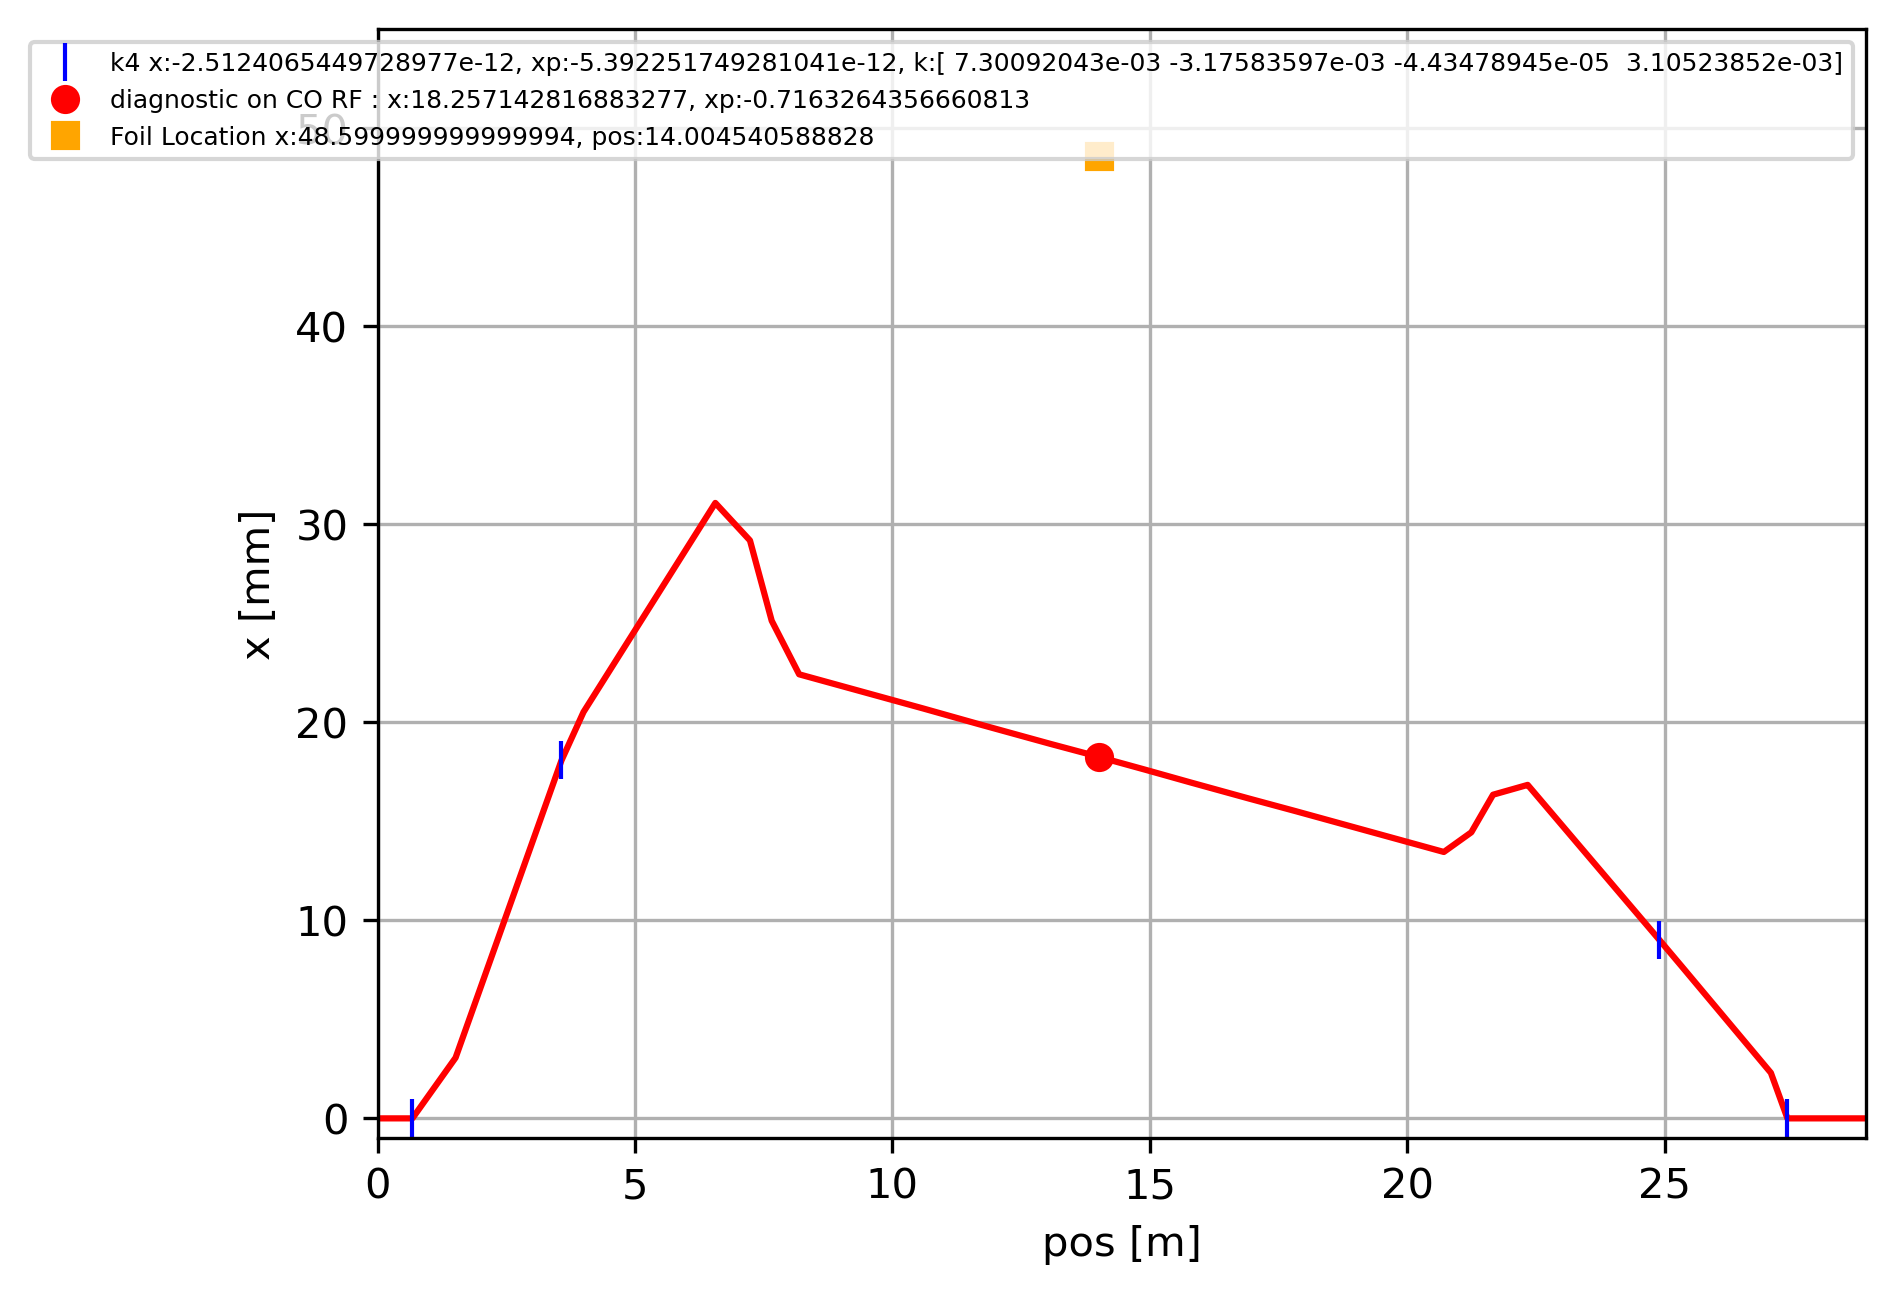 k4 x:-2.5124065449728977e-12, xp:-5.392251749281041e-12, k:[ 7.30092043e-03 -3.17583597e-03 -4.43478945e-05  3.10523852e-03]
diagnostic on CO RF : x:18.257142816883277, xp:-0.7163264356660813
Foil Location x:48.599999999999994, pos:14.004540588828
50
40
30
20
10
0
x [mm]
0 5 10 15 20 25
pos [m]